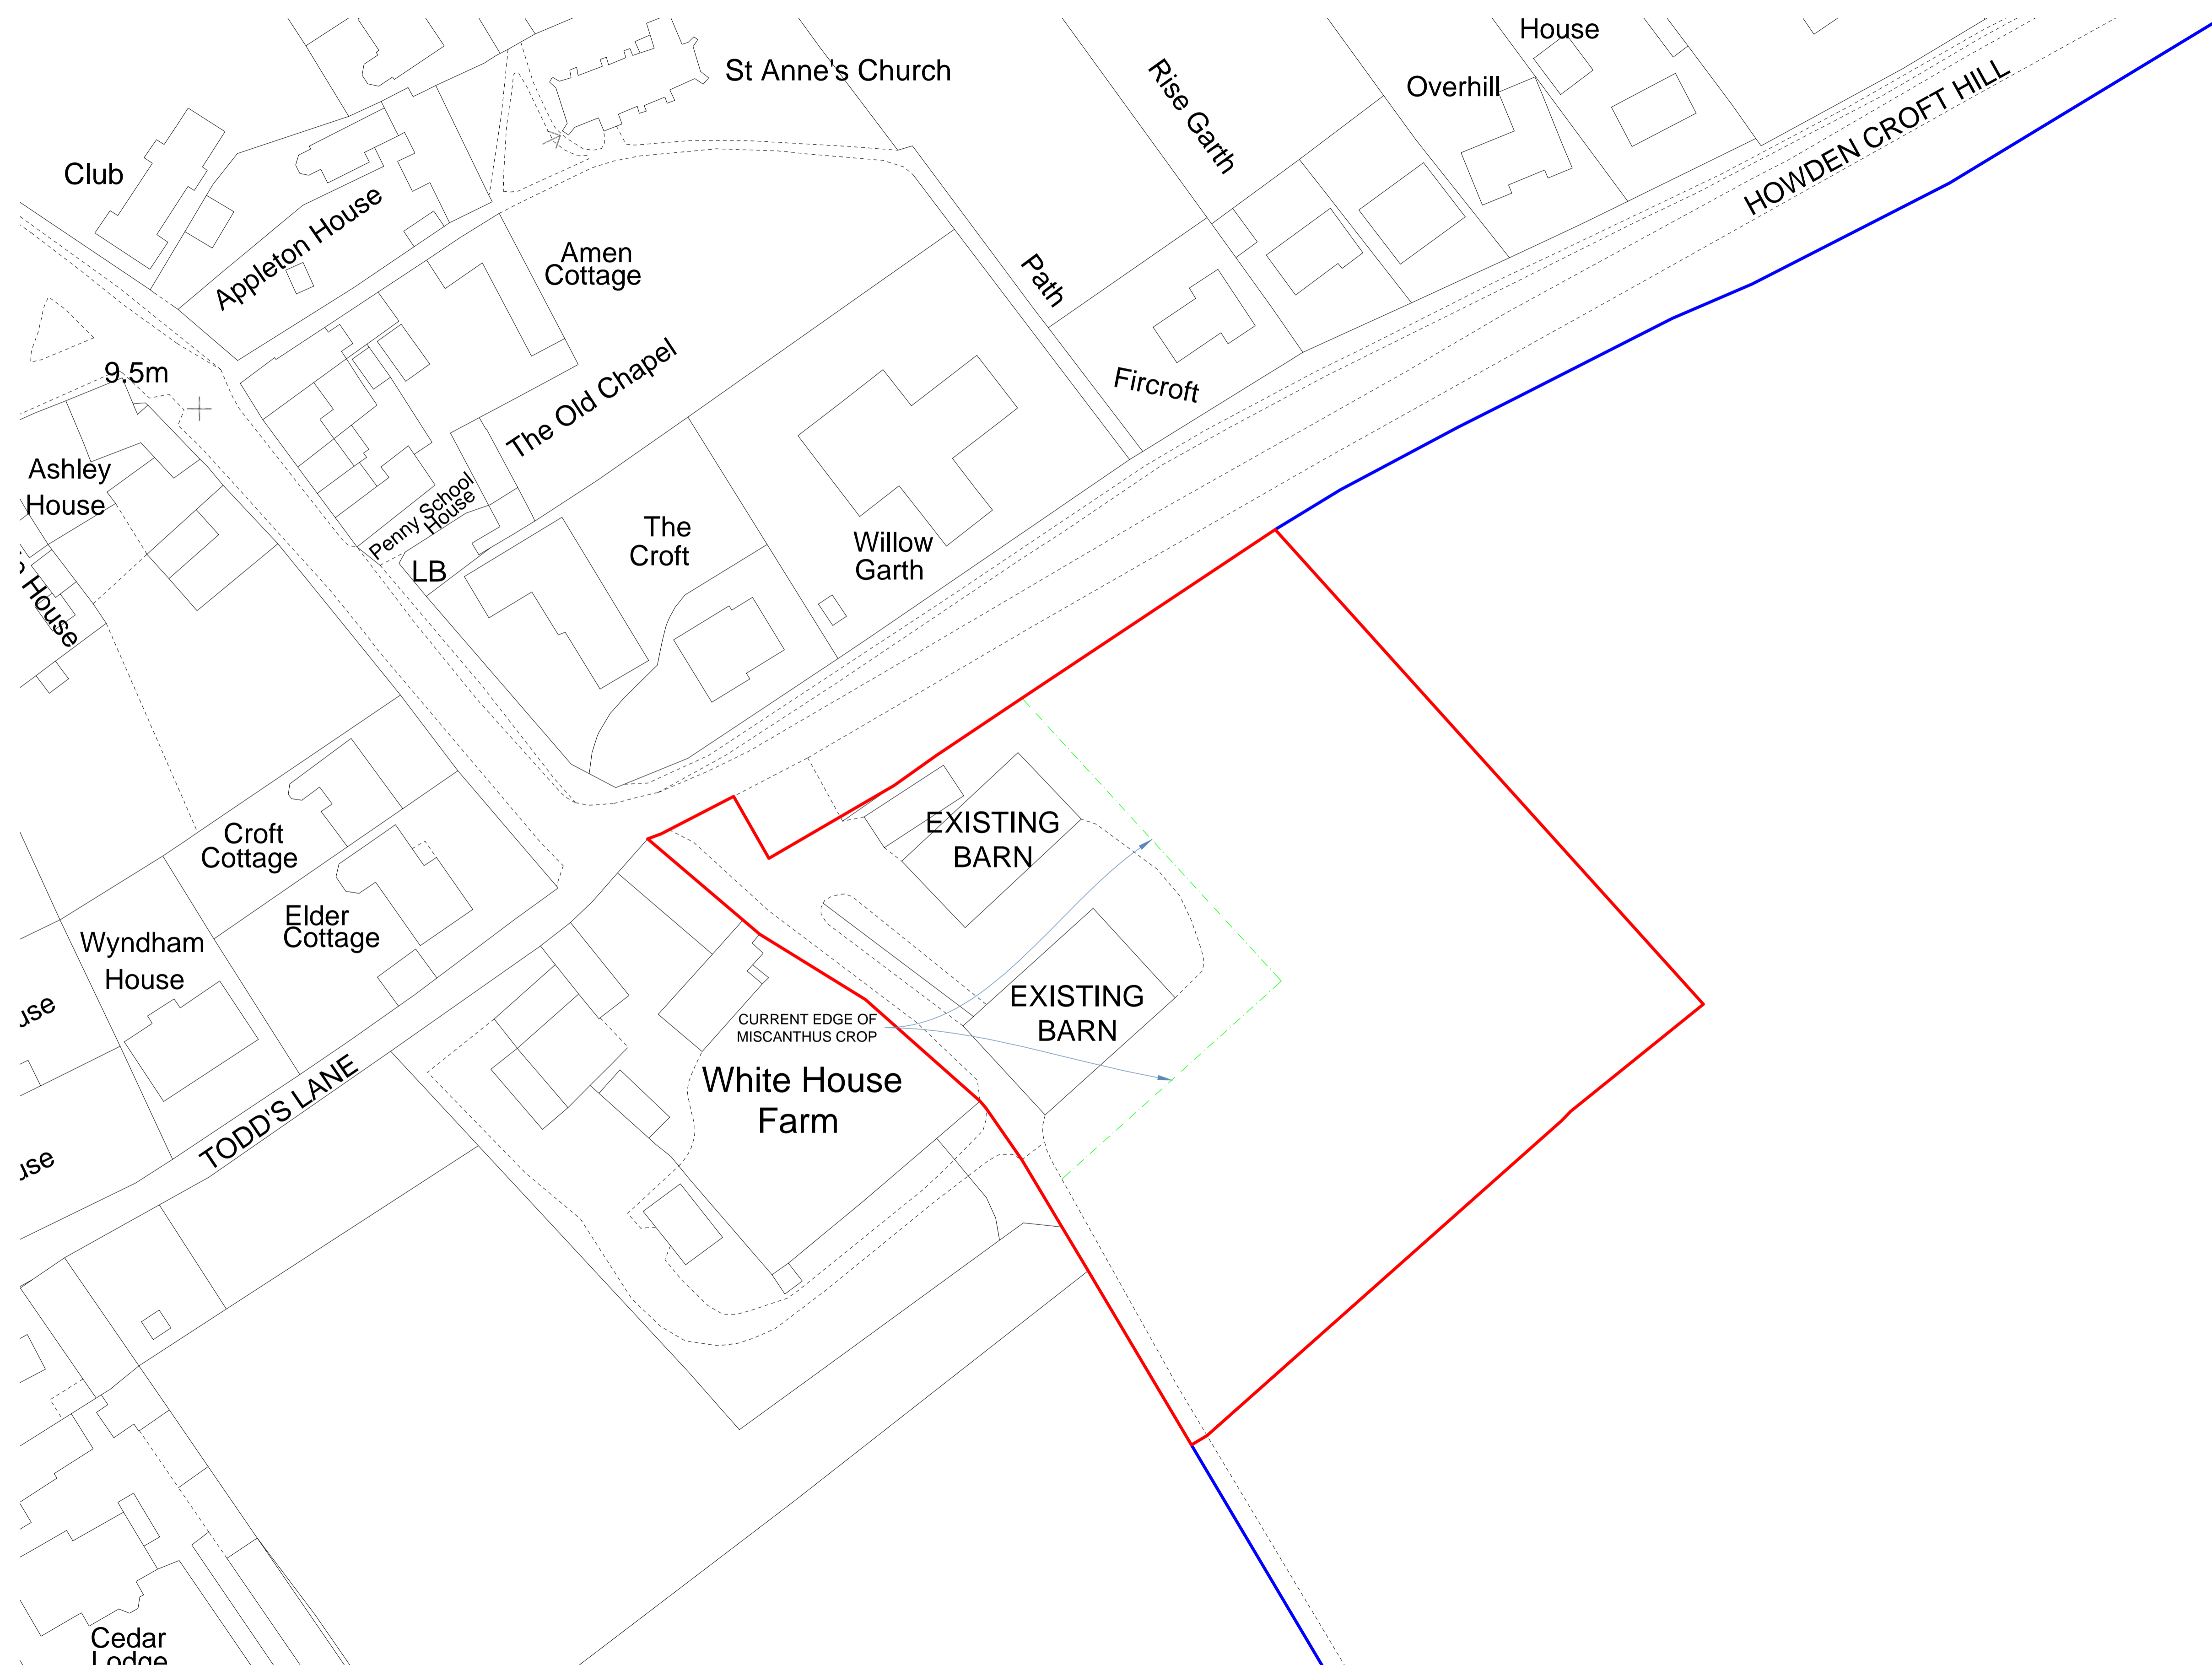 House
St Anne's Church
Rise Garth
Overhill
HOWDEN CROFT HILL
Club
Appleton House
Amen
Cottage
Path
9.5m
The Old Chapel
Fircroft
Ashley
House
Penny School
House
LB
The
Croft
Willow
Garth
House
Croft
Cottage
EXISTING
BARN
Elder
Cottage
Wyndham
House
EXISTING
BARN
CURRENT EDGE OF
MISCANTHUS CROP
White House
Farm
TODD'S LANE
Cedar
Lodge